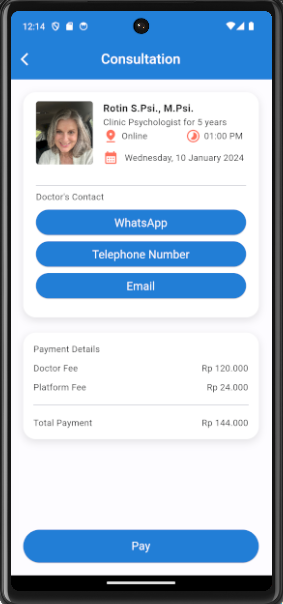 12:14
Consultation
Rotin S.Psi., M.Psi.
Clinic Psychologist for 5 years
Online 01:00 PM
Wednesday, 10 January 2024
Doctor's Contact
WhatsApp
Telephone Number
Email
Payment Details
Doctor Fee Rp 120.000
Platform Fee Rp 24.000
Total Payment Rp 144.000
Pay